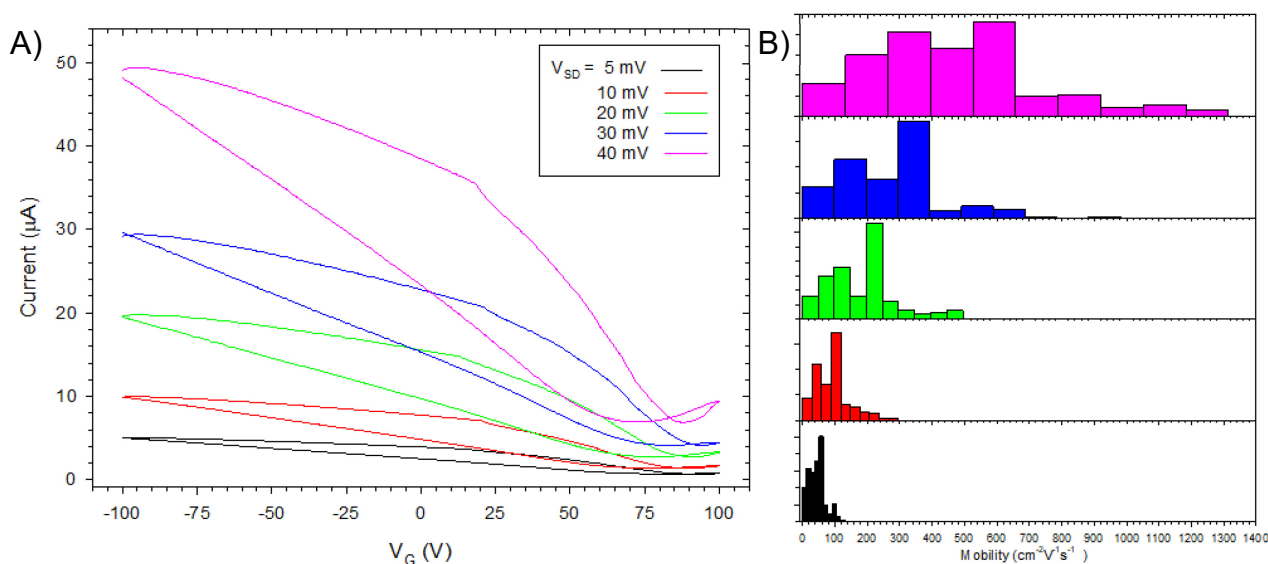 A)
Current (μA)
50
40
30
20
10
0
-100 -75 -50 -25 0 25 50 75 100
V_G (V)
V_SD = 5 mV
10 mV
20 mV
30 mV
40 mV
B)
0 100 200 300 400 500 600 700 800 900 1000 1100 1200 1300 1400
Mobility (cm⁻²V⁻¹s⁻¹ )